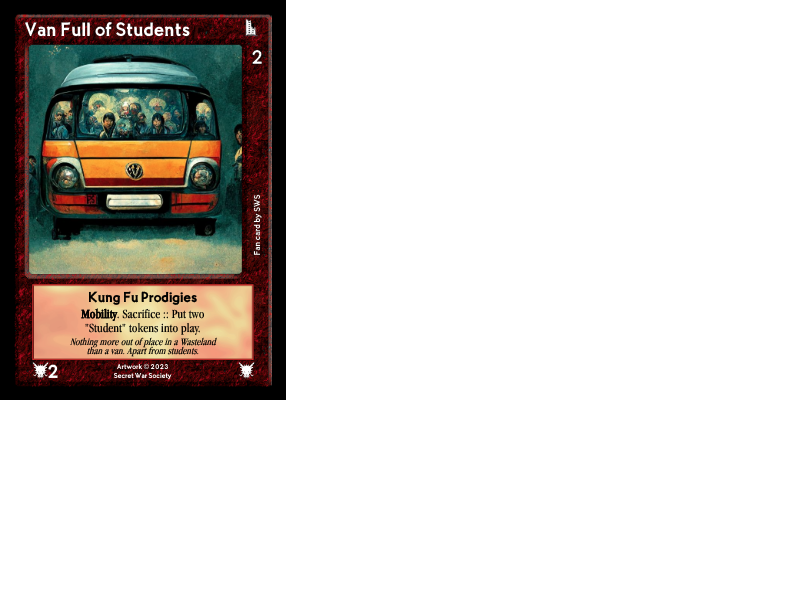 Van Full of Students
2
Fan card by SWS
Kung Fu Prodigies
Mobility. Sacrifice :: Put two
"Student" tokens into play.
Nothing more out of place in a Wasteland
than a van. Apart from students.
2
Artwork © 2023
Secret War Society